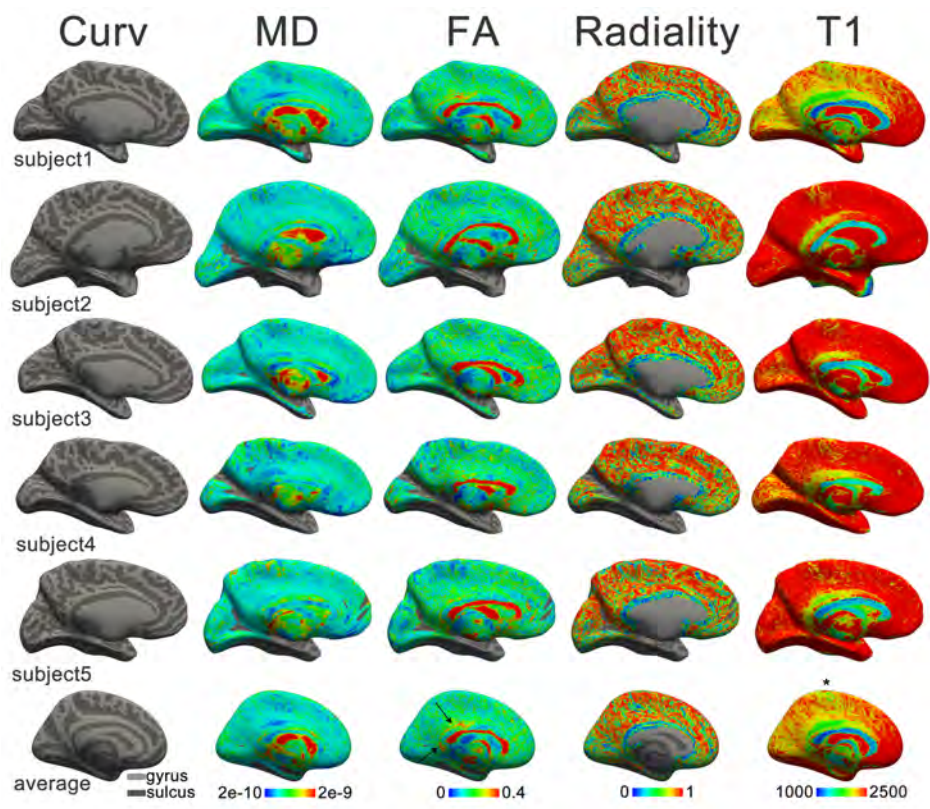 Curv MD FA Radiality T1
subject1
subject2
subject3
subject4
subject5
*
average
gyrus
sulcus
2e-10 2e-9
0 0.4
0 1
1000 2500